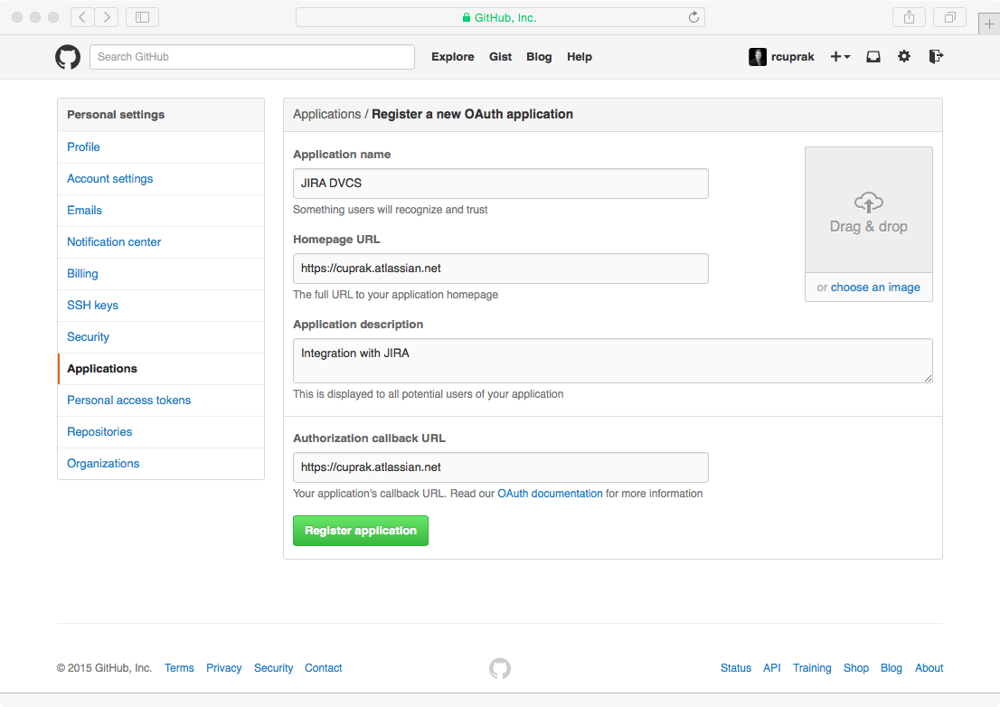 GitHub, Inc.
Search GitHub
Explore Gist Blog Help
rcuprak
Personal settings
Profile
Account settings
Emails
Notification center
Billing
SSH keys
Security
Applications
Personal access tokens
Repositories
Organizations
Applications / Register a new OAuth application
Application name
JIRA DVCS
Something users will recognize and trust
Homepage URL
https://cuprak.atlassian.net
The full URL to your application homepage
Drag & drop
or choose an image
Application description
Integration with JIRA
This is displayed to all potential users of your application
Authorization callback URL
https://cuprak.atlassian.net
Your application's callback URL. Read our OAuth documentation for more information
Register application
© 2015 GitHub, Inc. Terms Privacy Security Contact
Status API Training Shop Blog About